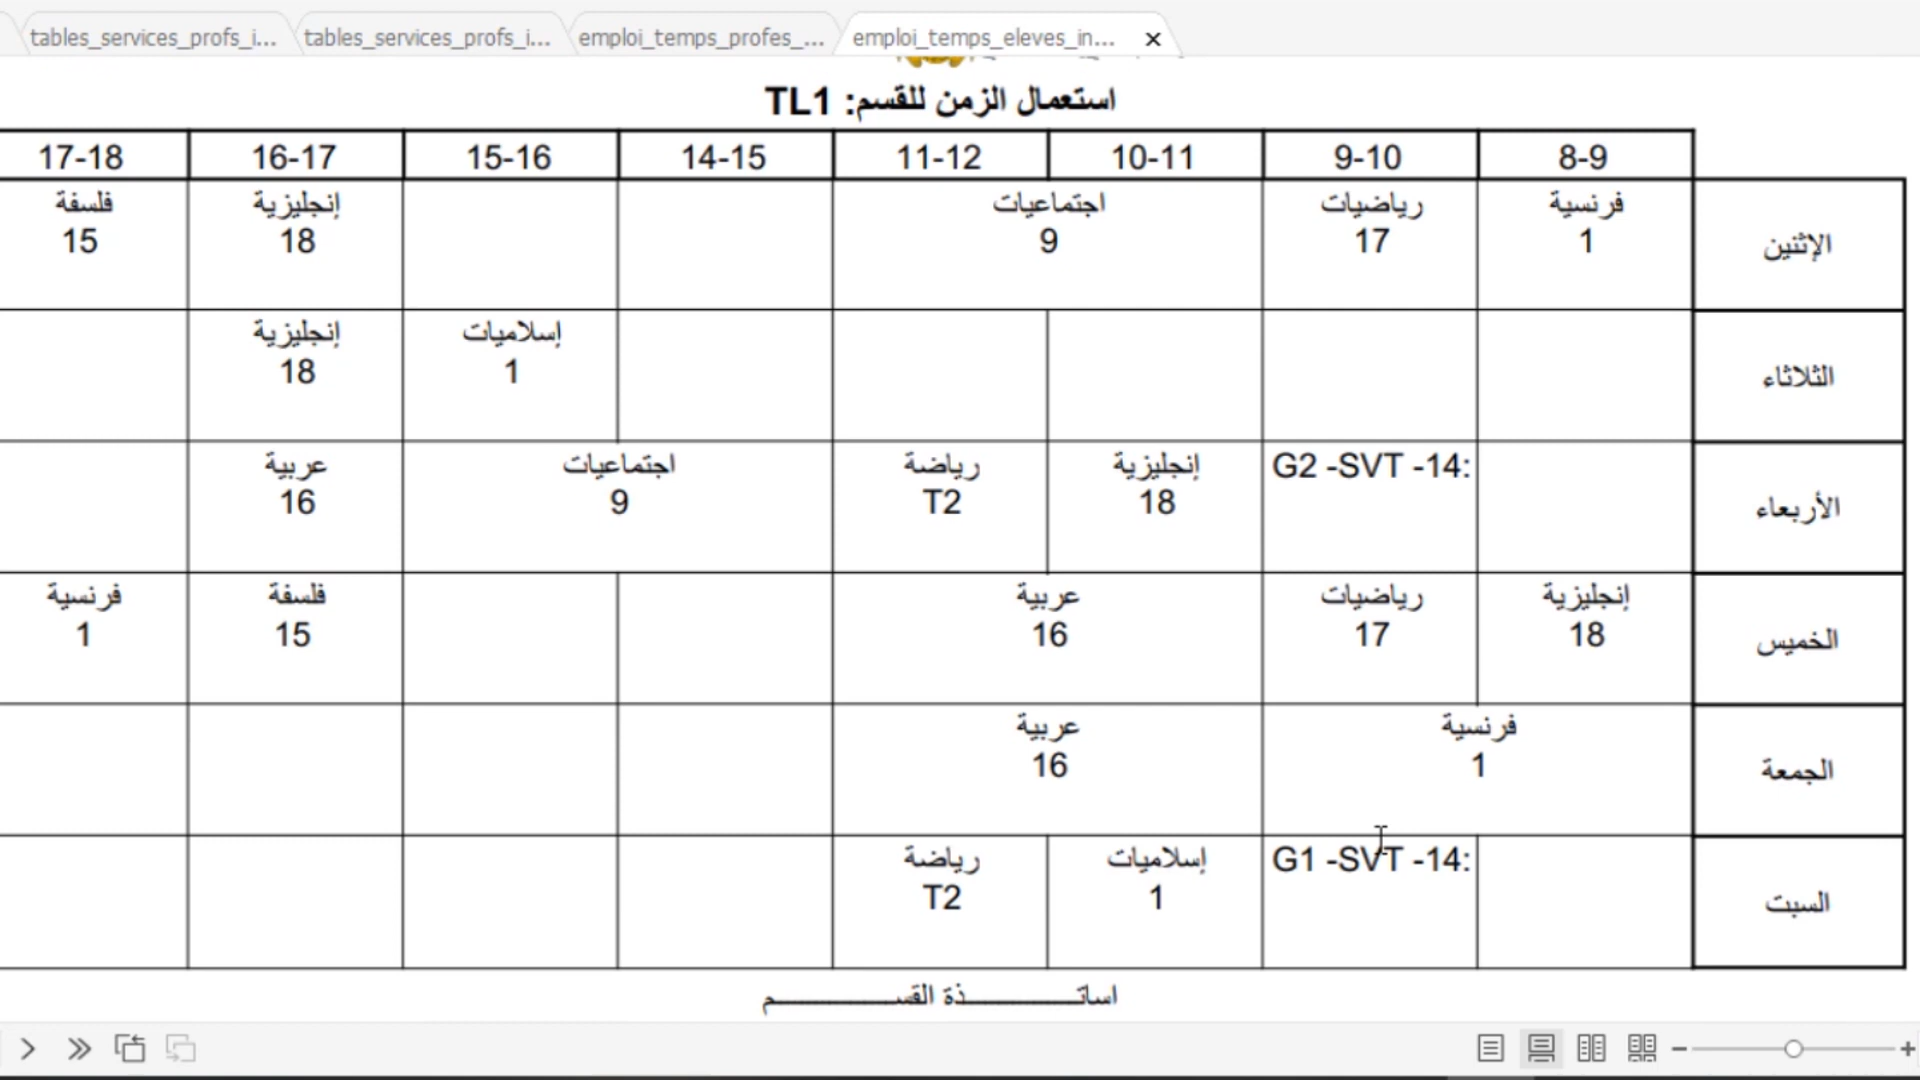 tables_services_profs_i...
tables_services_profs_i...
emploi_temps_profes_...
emploi_temps_eleves_in...
استعمال الزمن للقسم: TL1
8-9 9-10 10-11 11-12 14-15 15-16 16-17 17-18
الإثنين
فرنسية
1
رياضيات
17
اجتماعيات
9
إنجليزية
18
فلسفة
15
الثلاثاء
إسلاميات
1
إنجليزية
18
الأربعاء
G2 -SVT -14:
إنجليزية
18
رياضة
T2
اجتماعيات
9
عربية
16
الخميس
إنجليزية
18
رياضيات
17
عربية
16
فلسفة
15
فرنسية
1
الجمعة
فرنسية
1
عربية
16
السبت
G1 -SVT -14:
إسلاميات
1
رياضة
T2
اساتـــــــــذة القســـــــــم